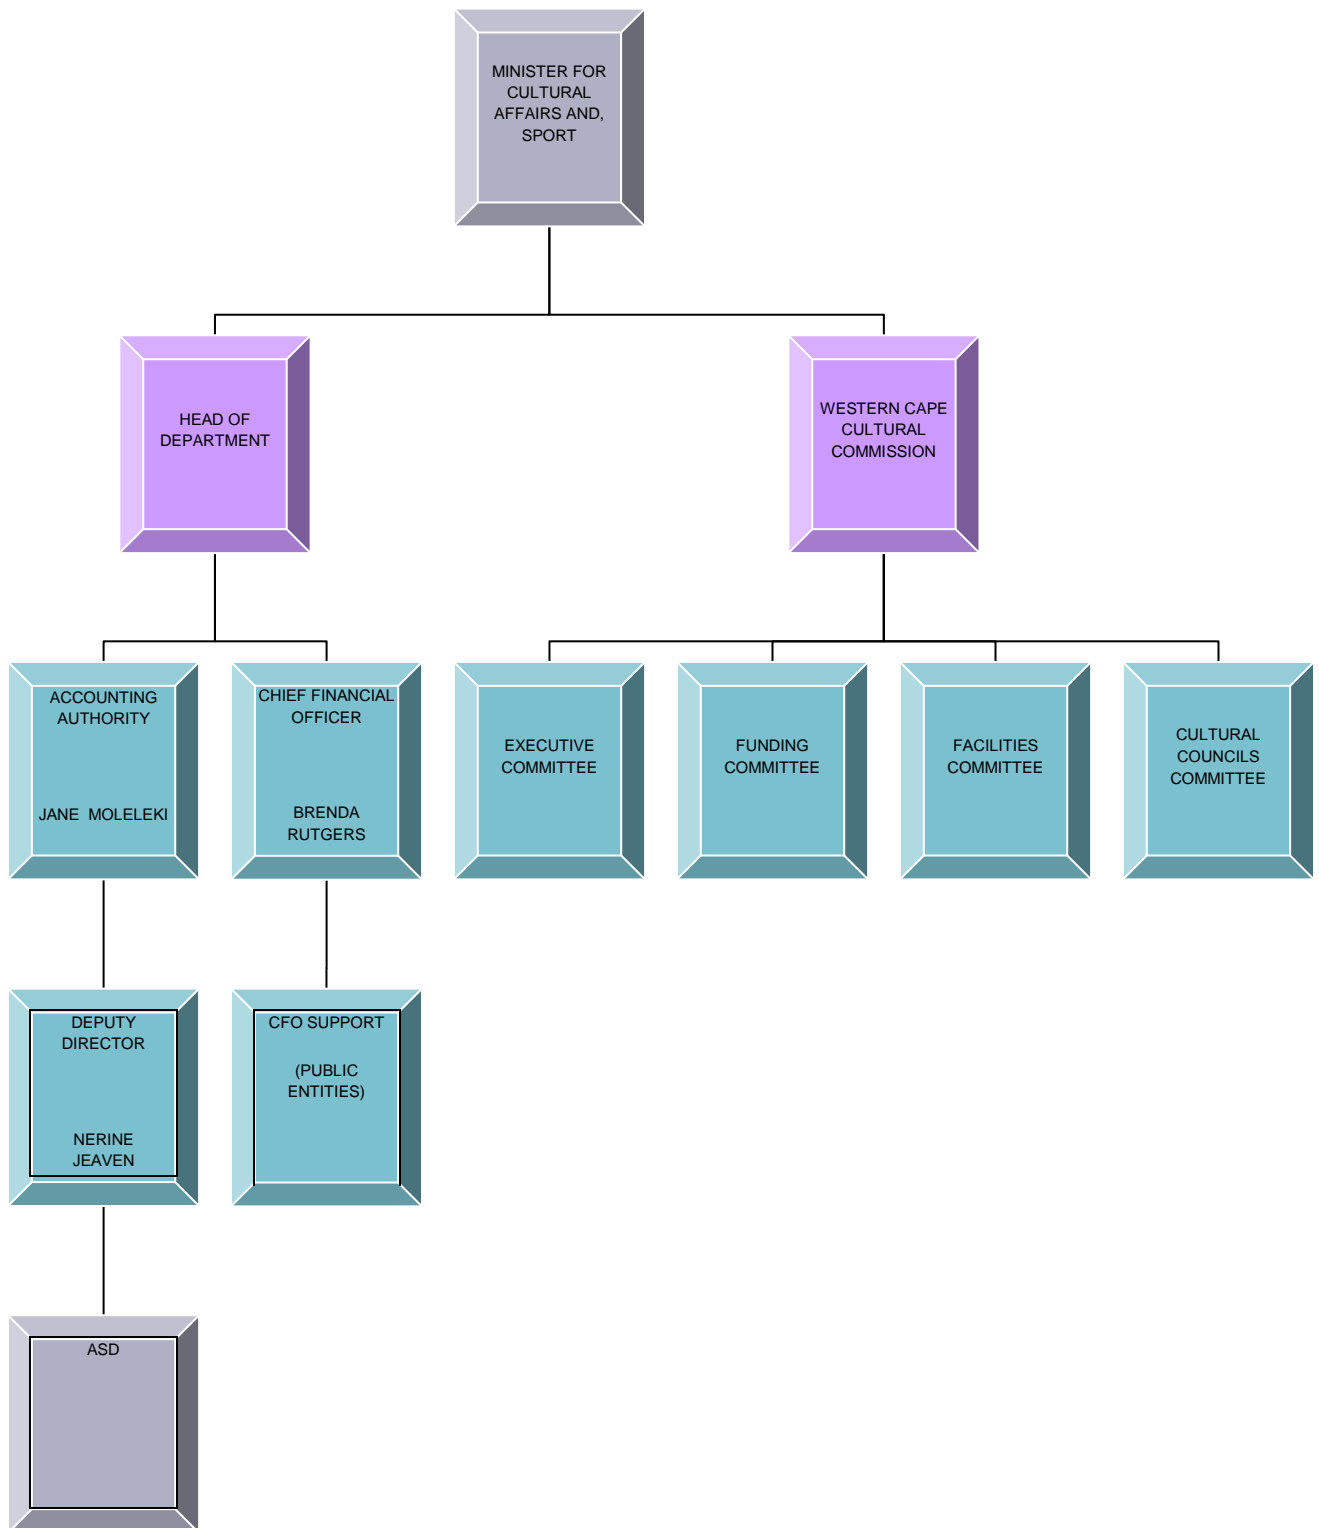 MINISTER FOR
CULTURAL
AFFAIRS AND,
SPORT
HEAD OF
DEPARTMENT
WESTERN CAPE
CULTURAL
COMMISSION
ACCOUNTING
AUTHORITY
JANE MOLELEKI
CHIEF FINANCIAL
OFFICER
BRENDA
RUTGERS
EXECUTIVE
COMMITTEE
FUNDING
COMMITTEE
FACILITIES
COMMITTEE
CULTURAL
COUNCILS
COMMITTEE
DEPUTY
DIRECTOR
NERINE
JEAVEN
CFO SUPPORT
(PUBLIC
ENTITIES)
ASD